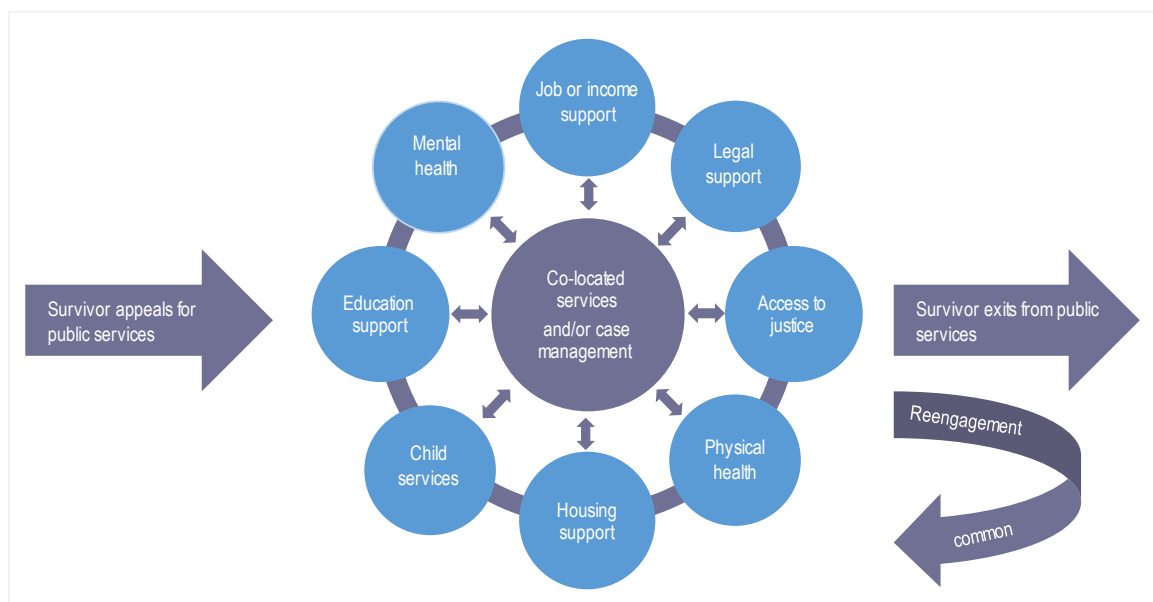 Job or income
support
Mental
health
Legal
support
Survivor appeals for
public services
Education
support
Co-located
services
and/or case
management
Access to
justice
Survivor exits from public
services
Reengagement
common
Child
services
Physical
health
Housing
support